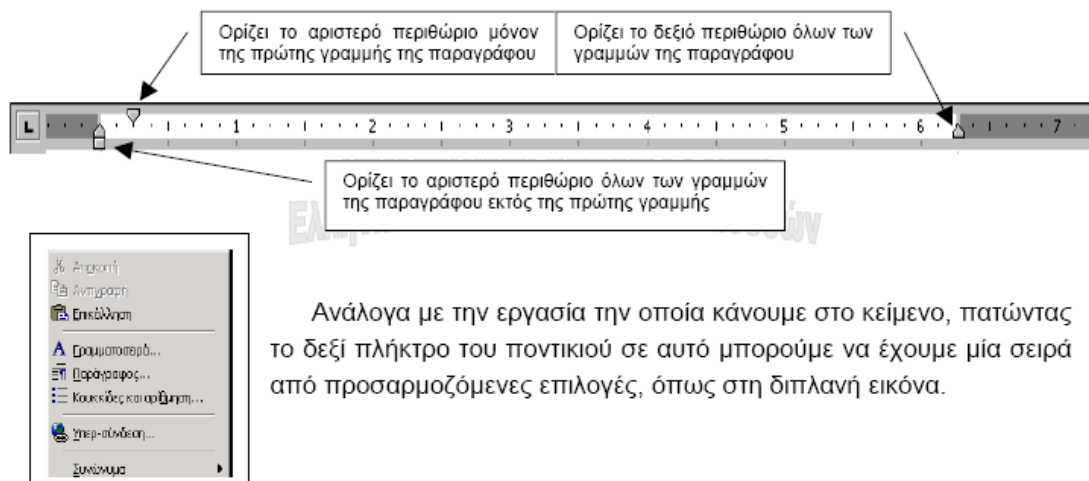 Ορίζει το αριστερό περιθώριο μόνον
της πρώτης γραμμής της παραγράφου
Ορίζει το δεξιό περιθώριο όλων των
γραμμών της παραγράφου
L 1 2 3 4 5 6 7
Ορίζει το αριστερό περιθώριο όλων των γραμμών
της παραγράφου εκτός της πρώτης γραμμής
Αποκοπή
Αντιγραφή
Επικόλληση
Γραμματοσειρά...
Παράγραφος...
Κουκκίδες και αρίθμηση...
Υπερ-σύνδεση...
Συνώνυμα
Ανάλογα με την εργασία την οποία κάνουμε στο κείμενο, πατώντας
το δεξί πλήκτρο του ποντικιού σε αυτό μπορούμε να έχουμε μία σειρά
από προσαρμοζόμενες επιλογές, όπως στη διπλανή εικόνα.